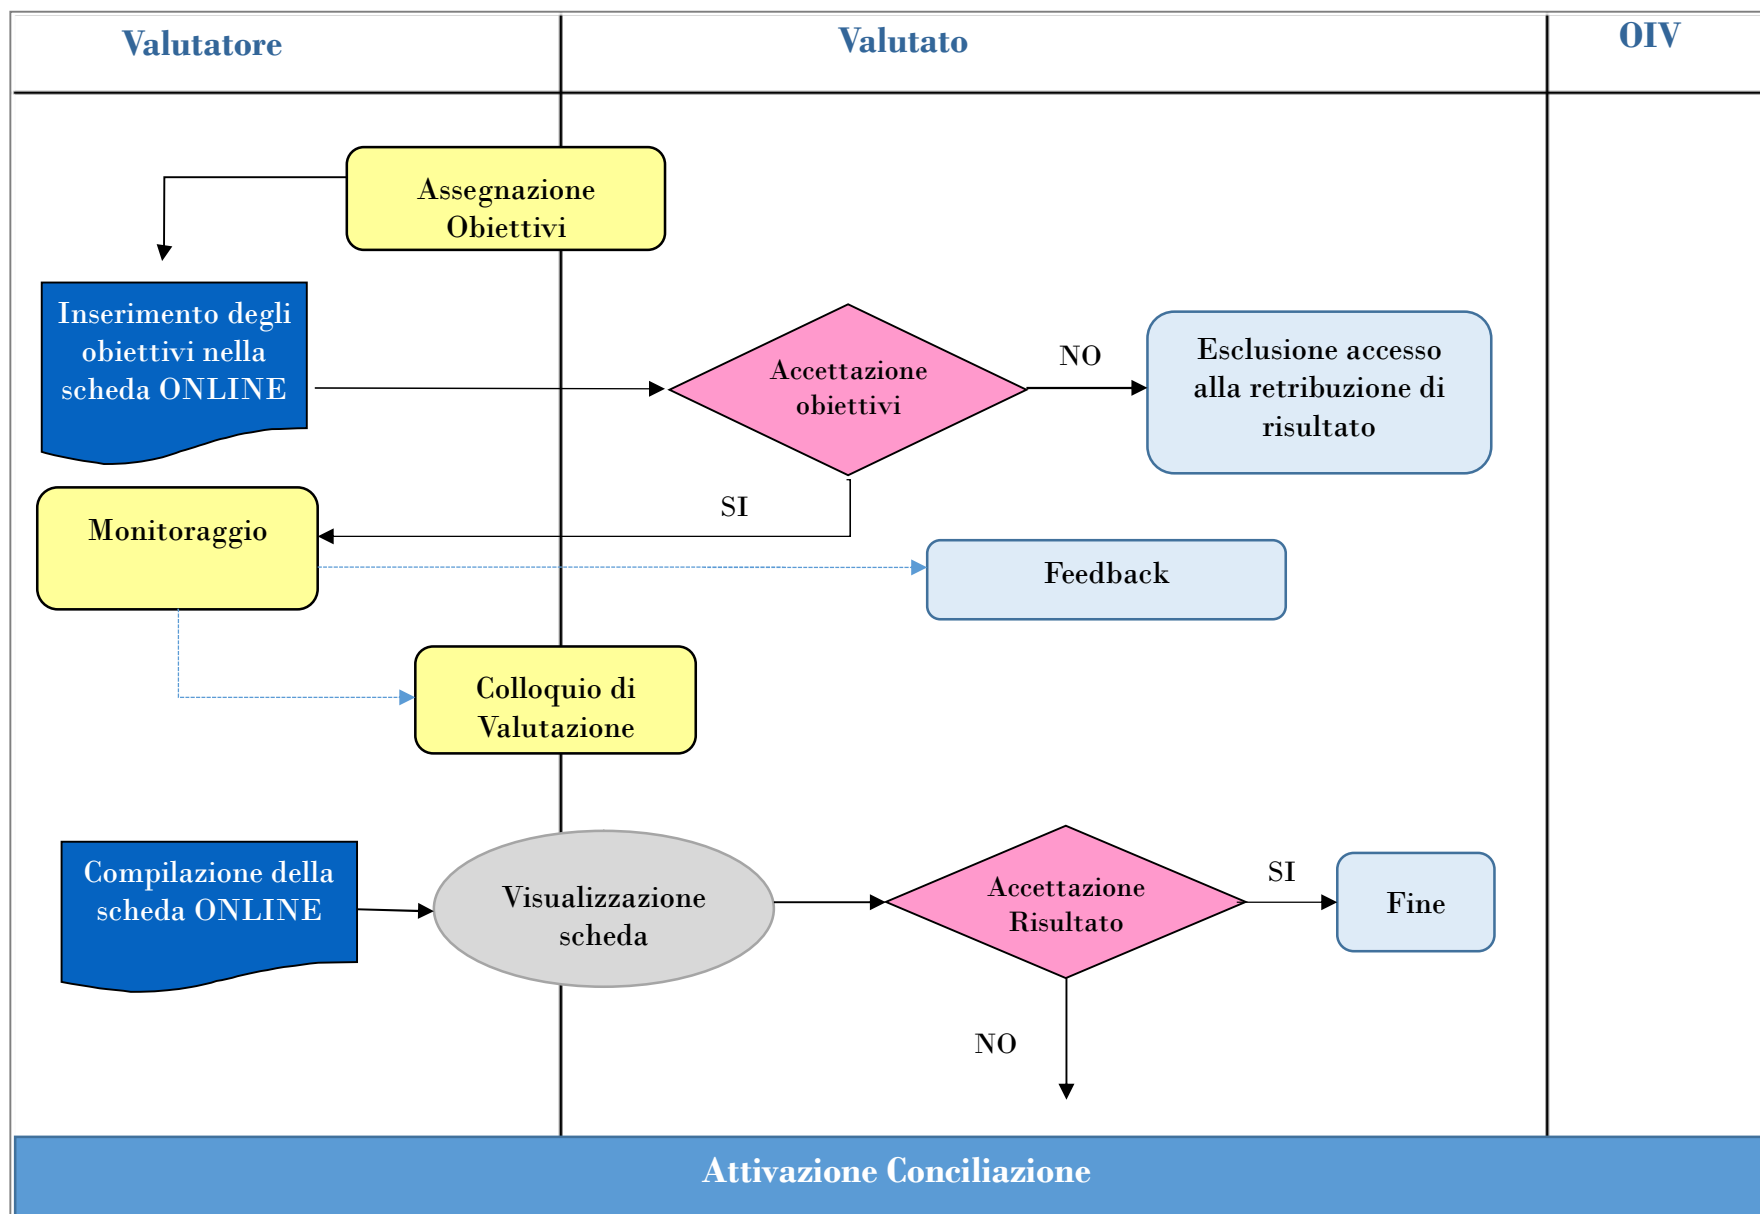 Valutatore
Valutato
OIV
Assegnazione
Obiettivi
Inserimento degli
obiettivi nella
scheda ONLINE
Accettazione
obiettivi
NO
Esclusione accesso
alla retribuzione di
risultato
SI
Monitoraggio
Feedback
Colloquio di
Valutazione
Compilazione della
scheda ONLINE
Visualizzazione
scheda
Accettazione
Risultato
SI
Fine
NO
Attivazione Conciliazione